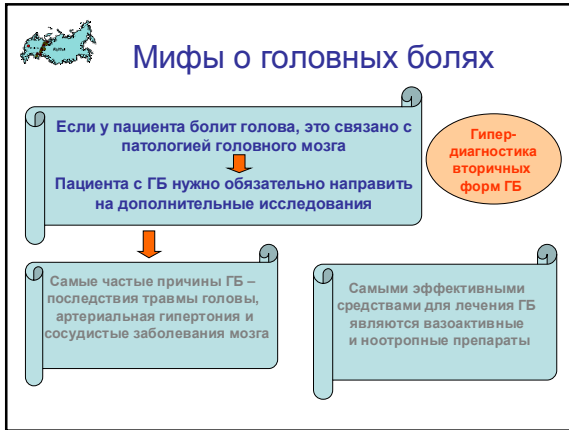 Мифы о головных болях
Если у пациента болит голова, это связано с
патологией головного мозга
Пациента с ГБ нужно обязательно направить
на дополнительные исследования
Гипер-
диагностика
вторичных
форм ГБ
Самые частые причины ГБ –
последствия травмы головы,
артериальная гипертония и
сосудистые заболевания мозга
Самыми эффективными
средствами для лечения ГБ
являются вазоактивные
и ноотропные препараты